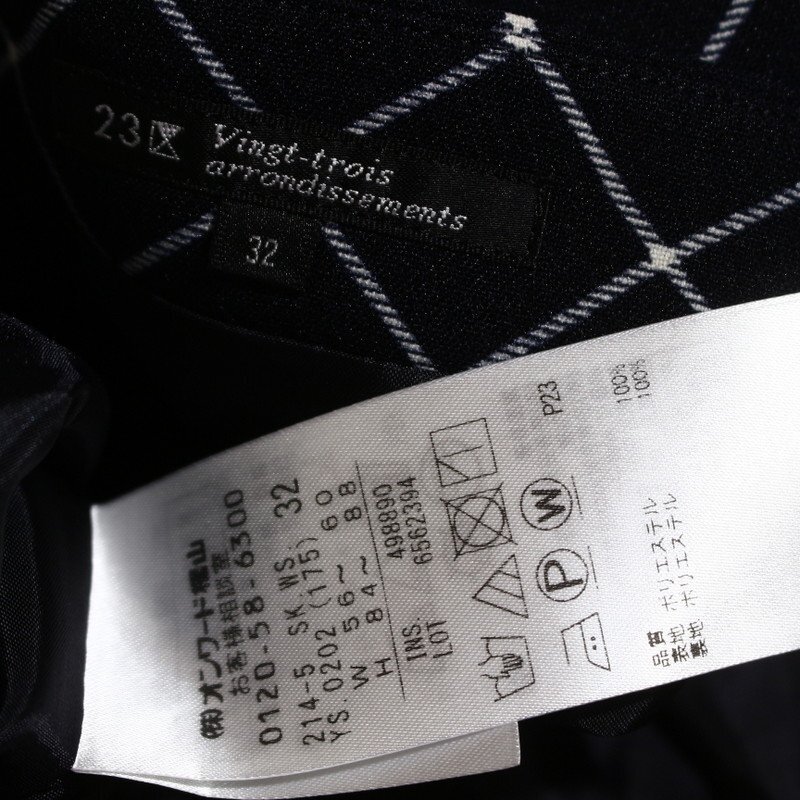 23区
Vingt-trois
arrondissements
32
P23
100%
100%
品質
表地 ポリエステル
裏地 ポリエステル
W
P
INS. 498890
LOT 6562394
W 56～ 60
H 84～ 88
YS. 0202 (175)
214-5 SK.WS. 32
0120-58-6300
お客様相談室
㈱オンワード樫山